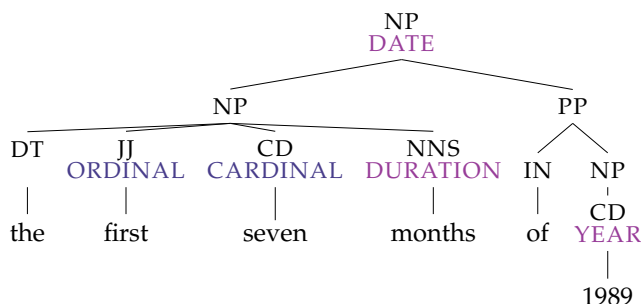 NP
DATE
NP PP
DT JJ CD NNS IN NP
ORDINAL CARDINAL DURATION
CD
YEAR
the first seven months of
1989